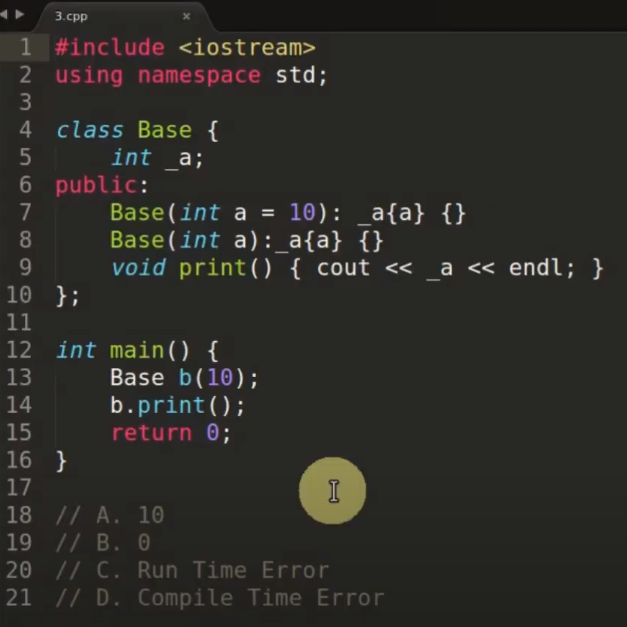 3.cpp ×
1 #include <iostream>
2 using namespace std;
3
4 class Base {
5     int _a;
6 public:
7     Base(int a = 10): _a{a} {}
8     Base(int a):_a{a} {}
9     void print() { cout << _a << endl; }
10 };
11
12 int main() {
13     Base b(10);
14     b.print();
15     return 0;
16 }
17
18 // A. 10
19 // B. 0
20 // C. Run Time Error
21 // D. Compile Time Error